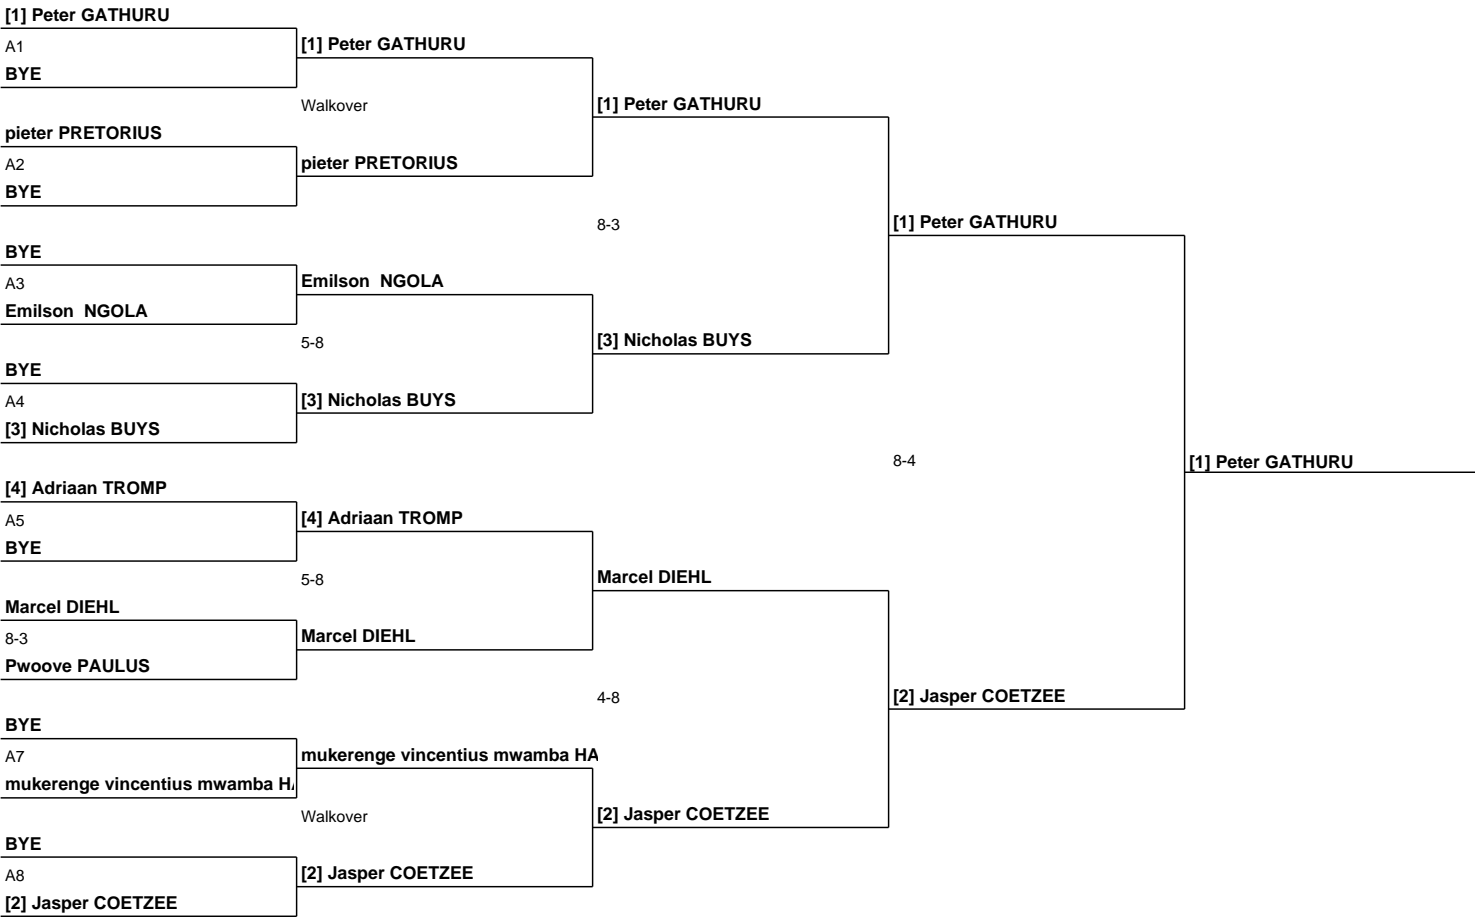 [1] Peter GATHURU
A1
BYE
pieter PRETORIUS
A2
BYE
BYE
A3
Emilson  NGOLA
BYE
A4
[3] Nicholas BUYS
[4] Adriaan TROMP
A5
BYE
Marcel DIEHL
8-3
Pwoove PAULUS
BYE
A7
mukerenge vincentius mwamba H
BYE
A8
[2] Jasper COETZEE
[1] Peter GATHURU
Walkover
pieter PRETORIUS
Emilson  NGOLA
5-8
[3] Nicholas BUYS
[4] Adriaan TROMP
5-8
Marcel DIEHL
mukerenge vincentius mwamba HA
Walkover
[2] Jasper COETZEE
[1] Peter GATHURU
8-3
[3] Nicholas BUYS
Marcel DIEHL
4-8
[2] Jasper COETZEE
[1] Peter GATHURU
8-4
[2] Jasper COETZEE
[1] Peter GATHURU